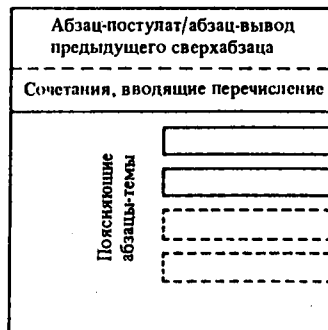 Абзац-постулат/абзац-вывод
предыдущего сверхабзаца
Сочетания, вводящие перечисление
Поясняющие
абзацы-темы